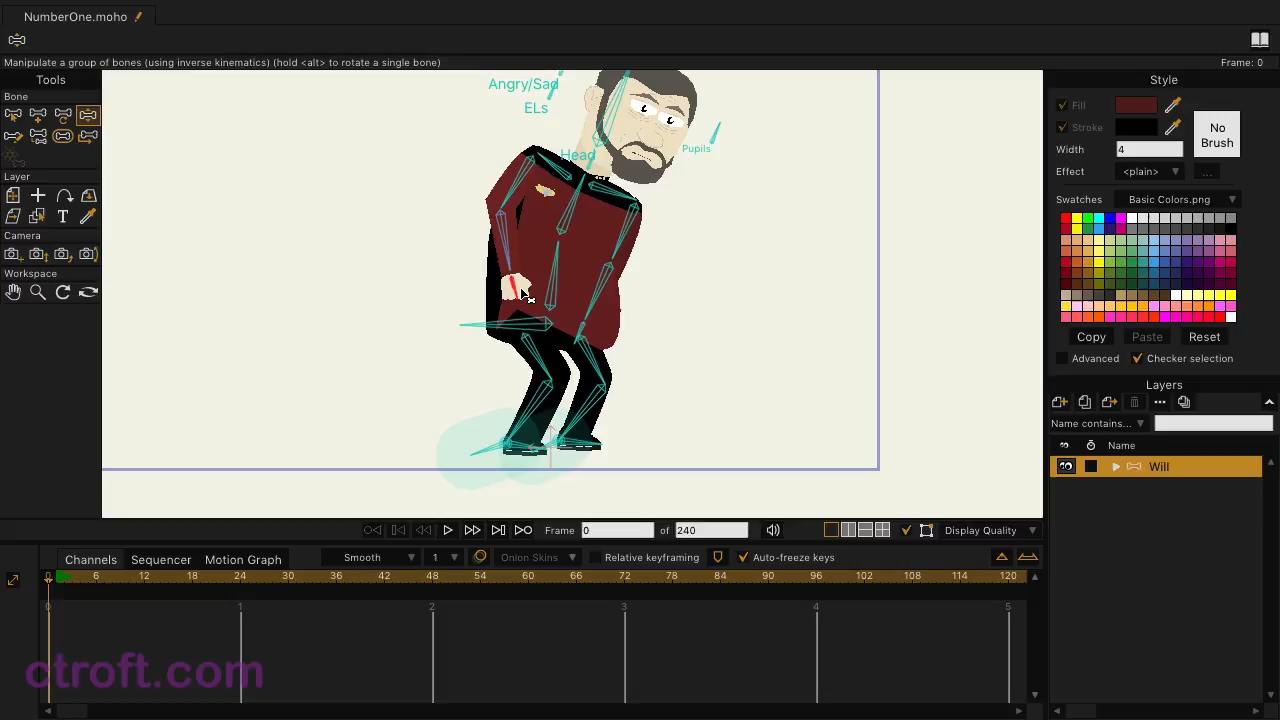 NumberOne.moho
Manipulate a group of bones (using inverse kinematics) (hold <alt> to rotate a single bone)
Frame: 0
Tools
Bone
Layer
Camera
Workspace
Angry/Sad
ELs
Head
Pupils
Style
Fill
Stroke
No Brush
Width
4
Effect
<plain>
...
Swatches
Basic Colors.png
Copy
Paste
Reset
Advanced
Checker selection
Layers
Name contains...
Name
Will
Frame
0
of
240
Display Quality
Channels
Sequencer
Motion Graph
Smooth
1
Onion Skins
Relative keyframing
Auto-freeze keys
6 12 18 24 30 36 42 48 54 60 66 72 78 84 90 96 102 108 114 120
0 1 2 3 4 5
ctroft.com